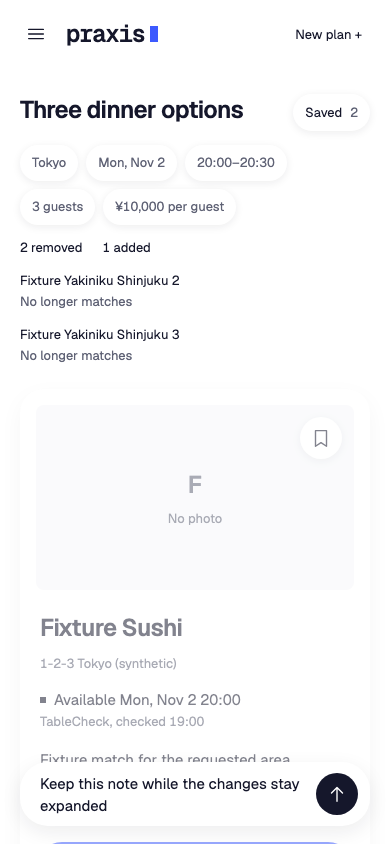 praxis
New plan +
Three dinner options
Saved 2
Tokyo
Mon, Nov 2
20:00–20:30
3 guests
¥10,000 per guest
2 removed
1 added
Fixture Yakiniku Shinjuku 2
No longer matches
Fixture Yakiniku Shinjuku 3
No longer matches
F
No photo
Fixture Sushi
1-2-3 Tokyo (synthetic)
Available Mon, Nov 2 20:00
TableCheck, checked 19:00
Fixture match for the requested area
Keep this note while the changes stay
expanded